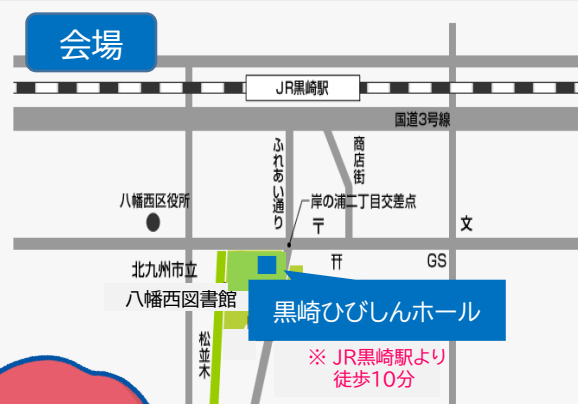 会場
JR黒崎駅
国道3号線
ふれあい通り
商店街
八幡西区役所
岸の浦二丁目交差点
〒
文
北九州市立
八幡西図書館
GS
黒崎ひびしんホール
松並木
※ JR黒崎駅より
徒歩10分